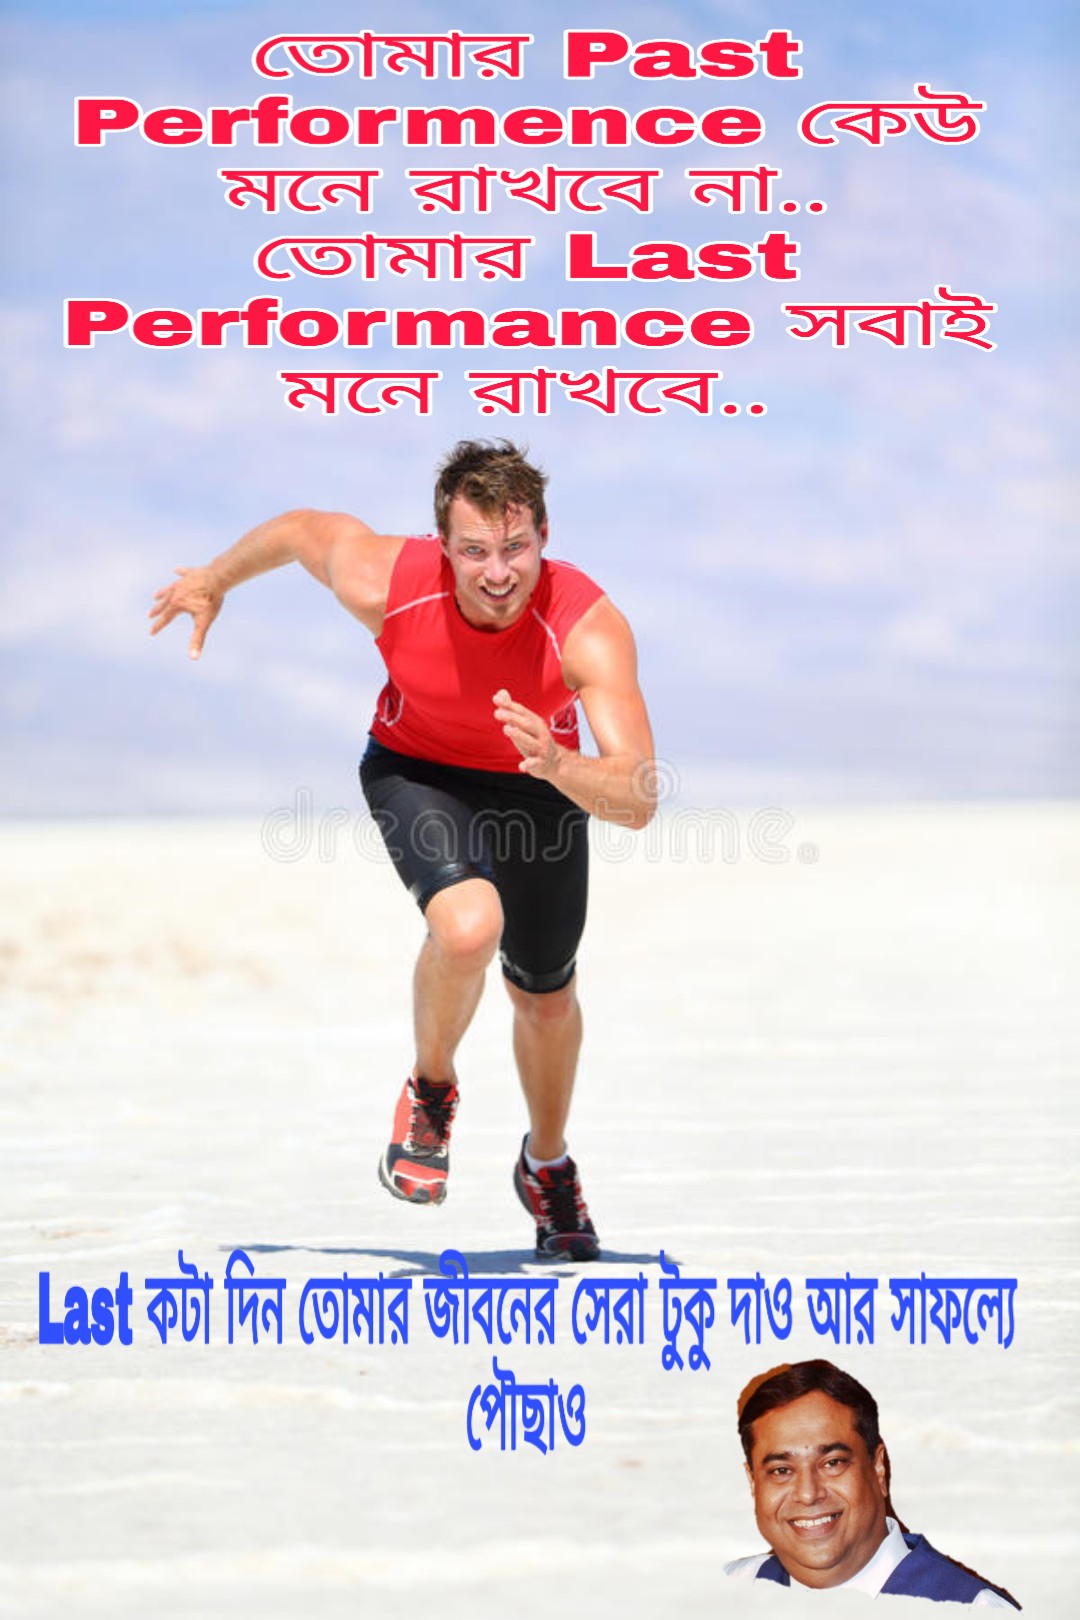 তোমার Past
Performence কেউ
মনে রাখবে না..
তোমার Last
Performance সবাই
মনে রাখবে..
dreamstime.
Last কটা দিন তোমার জীবনের সেরা টুকু দাও আর সাফল্যে
পৌছাও